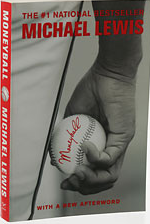 THE #1 NATIONAL BESTSELLER
MICHAEL LEWIS
Moneyball
WITH A NEW AFTERWORD
MONEYBALL MICHAEL LEWIS